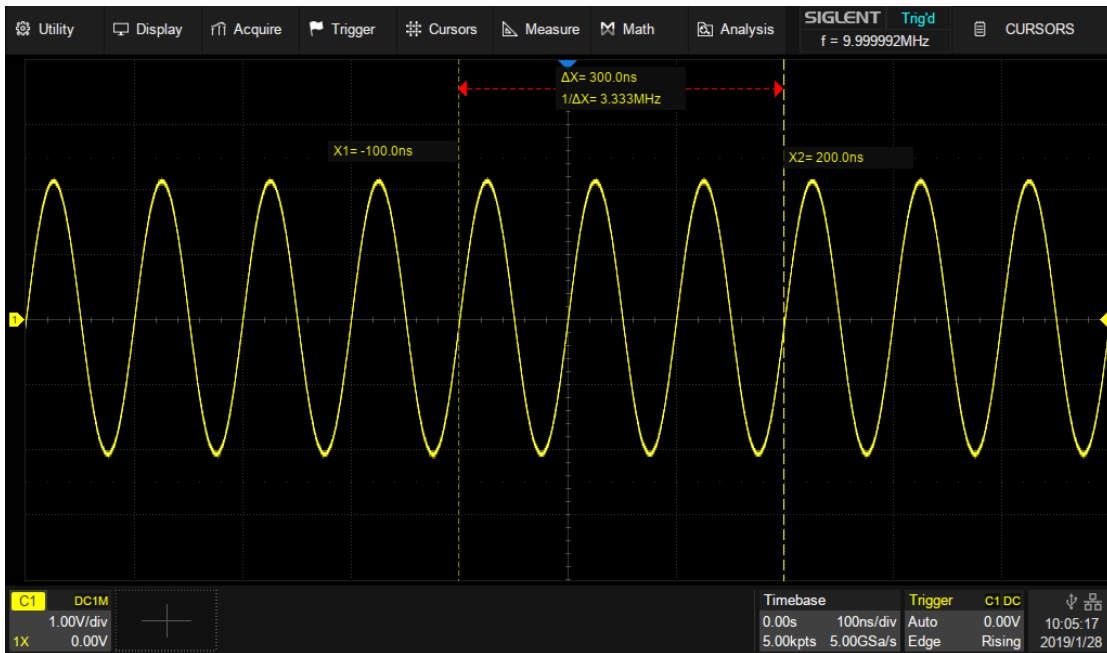 Utility Display Acquire Trigger Cursors Measure Math Analysis SIGLENT Trig'd CURSORS
f = 9.999992MHz
ΔX= 300.0ns
1/ΔX= 3.333MHz
X1= -100.0ns
X2= 200.0ns
1
C1 DC1M Timebase Trigger C1 DC
1.00V/div 0.00s 100ns/div Auto 0.00V 10:05:17
1X 0.00V 5.00kpts 5.00GSa/s Edge Rising 2019/1/28